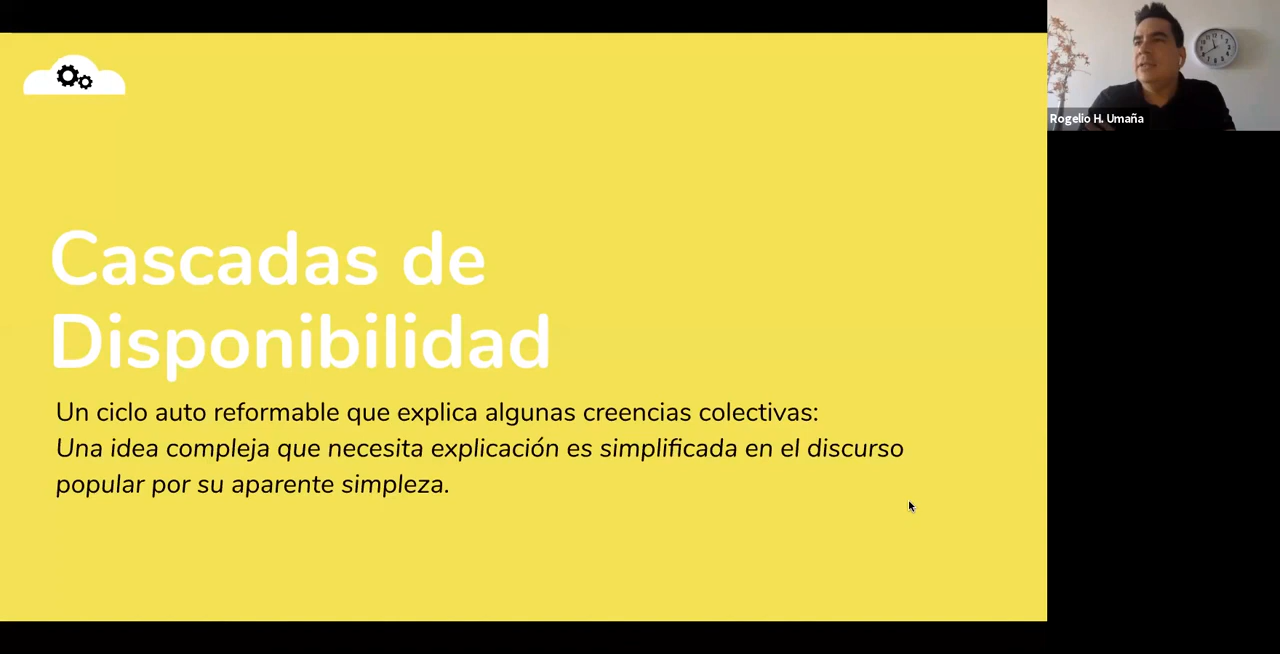 Cascadas de
Disponibilidad
Un ciclo auto reformable que explica algunas creencias colectivas:
Una idea compleja que necesita explicación es simplificada en el discurso
popular por su aparente simpleza.
Rogelio H. Umaña